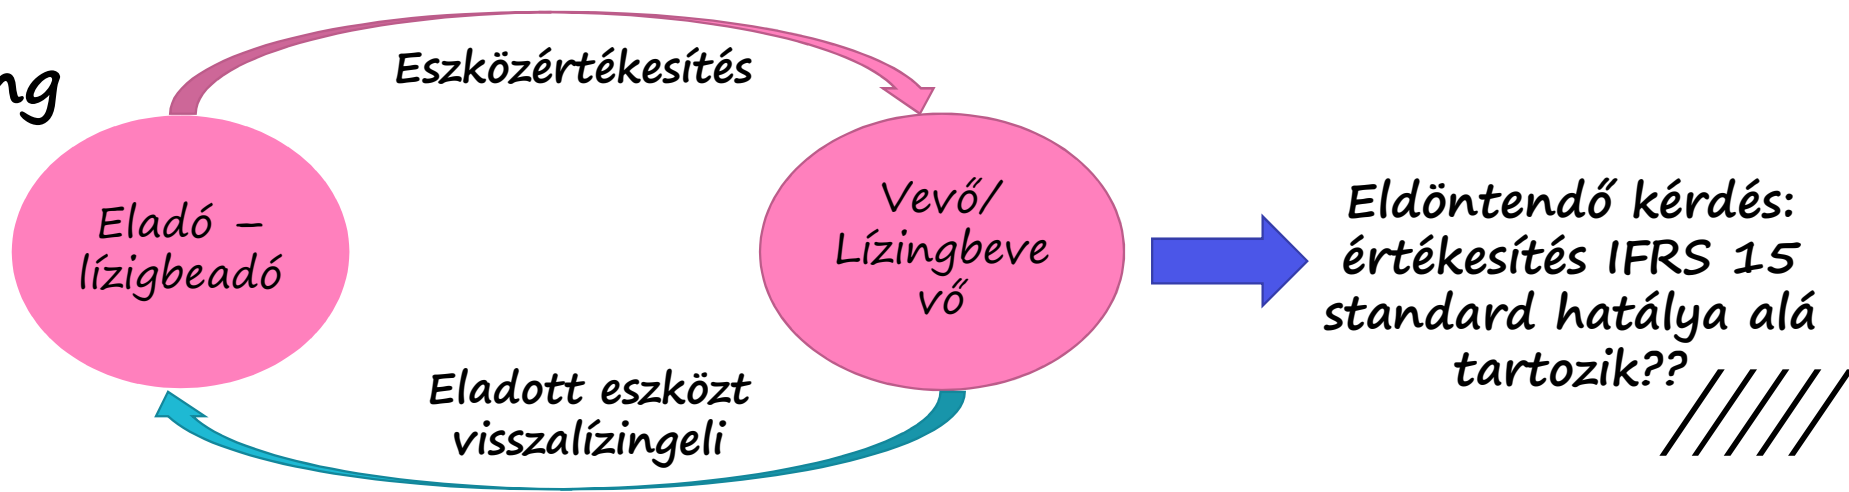 ng
Eszközértékesítés
Eladó –
lízigbeadó
Vevő/
Lízingbeve
vő
Eladott eszközt
visszalízingeli
Eldöntendő kérdés:
értékesítés IFRS 15
standard hatálya alá
tartozik??